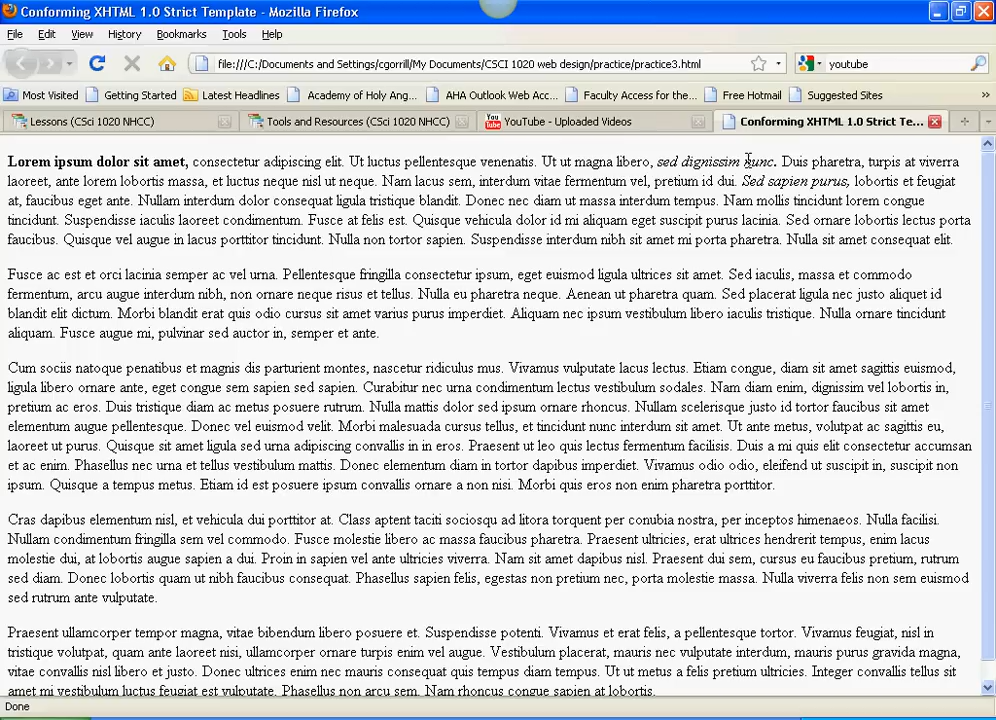 Conforming XHTML 1.0 Strict Template - Mozilla Firefox
File Edit View History Bookmarks Tools Help
file:///C:/Documents and Settings/cgorrill/My Documents/CSCI 1020 web design/practice/practice3.html youtube
Most Visited Getting Started Latest Headlines Academy of Holy Ang... AHA Outlook Web Acc... Faculty Access for the... Free Hotmail Suggested Sites »
Lessons (CSci 1020 NHCC) Tools and Resources (CSci 1020 NHCC) YouTube - Uploaded Videos Conforming XHTML 1.0 Strict Te...
Lorem ipsum dolor sit amet, consectetur adipiscing elit. Ut luctus pellentesque venenatis. Ut ut magna libero, sed dignissim nunc. Duis pharetra, turpis at viverra
laoreet, ante lorem lobortis massa, et luctus neque nisl ut neque. Nam lacus sem, interdum vitae fermentum vel, pretium id dui. Sed sapien purus, lobortis et feugiat
at, faucibus eget ante. Nullam interdum dolor consequat ligula tristique blandit. Donec nec diam ut massa interdum tempus. Nam mollis tincidunt lorem congue
tincidunt. Suspendisse iaculis laoreet condimentum. Fusce at felis est. Quisque vehicula dolor id mi aliquam eget suscipit purus lacinia. Sed ornare lobortis lectus porta
faucibus. Quisque vel augue in lacus porttitor tincidunt. Nulla non tortor sapien. Suspendisse interdum nibh sit amet mi porta pharetra. Nulla sit amet consequat elit.
Fusce ac est et orci lacinia semper ac vel urna. Pellentesque fringilla consectetur ipsum, eget euismod ligula ultrices sit amet. Sed iaculis, massa et commodo
fermentum, arcu augue interdum nibh, non ornare neque risus et tellus. Nulla eu pharetra neque. Aenean ut pharetra quam. Sed placerat ligula nec justo aliquet id
blandit elit dictum. Morbi blandit erat quis odio cursus sit amet varius purus imperdiet. Aliquam nec ipsum vestibulum libero iaculis tristique. Nulla ornare tincidunt
aliquam. Fusce augue mi, pulvinar sed auctor in, semper et ante.
Cum sociis natoque penatibus et magnis dis parturient montes, nascetur ridiculus mus. Vivamus vulputate lacus lectus. Etiam congue, diam sit amet sagittis euismod,
ligula libero ornare ante, eget congue sem sapien sed sapien. Curabitur nec urna condimentum lectus vestibulum sodales. Nam diam enim, dignissim vel lobortis in,
pretium ac eros. Duis tristique diam ac metus posuere rutrum. Nulla mattis dolor sed ipsum ornare rhoncus. Nullam scelerisque justo id tortor faucibus sit amet
elementum augue pellentesque. Donec vel euismod velit. Morbi malesuada cursus tellus, et tincidunt nunc interdum sit amet. Ut ante metus, volutpat ac sagittis eu,
laoreet ut purus. Quisque sit amet ligula sed urna adipiscing convallis in in eros. Praesent ut leo quis lectus fermentum facilisis. Duis a mi quis elit consectetur accumsan
et ac enim. Phasellus nec urna et tellus vestibulum mattis. Donec elementum diam in tortor dapibus imperdiet. Vivamus odio odio, eleifend ut suscipit in, suscipit non
ipsum. Quisque a tempus metus. Etiam id est posuere ipsum convallis ornare a non nisi. Morbi quis eros non enim pharetra porttitor.
Cras dapibus elementum nisl, et vehicula dui porttitor at. Class aptent taciti sociosqu ad litora torquent per conubia nostra, per inceptos himenaeos. Nulla facilisi.
Nullam condimentum fringilla sem vel commodo. Fusce molestie libero ac massa faucibus pharetra. Praesent ultricies, erat ultrices hendrerit tempus, enim lacus
molestie dui, at lobortis augue sapien a dui. Proin in sapien vel ante ultricies viverra. Nam sit amet dapibus nisl. Praesent dui sem, cursus eu faucibus pretium, rutrum
sed diam. Donec lobortis quam ut nibh faucibus consequat. Phasellus sapien felis, egestas non pretium nec, porta molestie massa. Nulla viverra felis non sem euismod
sed rutrum ante vulputate.
Praesent ullamcorper tempor magna, vitae bibendum libero posuere et. Suspendisse potenti. Vivamus et erat felis, a pellentesque tortor. Vivamus feugiat, nisl in
tristique volutpat, quam ante laoreet nisi, ullamcorper ornare turpis enim vel augue. Vestibulum placerat, mauris nec vulputate interdum, mauris purus gravida magna,
vitae convallis nisl libero et justo. Donec ultrices enim nec mauris consequat quis tempus diam tempus. Ut ut metus a felis pretium ultricies. Integer convallis tellus sit
amet mi vestibulum luctus feugiat est vulputate. Phasellus non arcu sem. Nam rhoncus congue sapien at lobortis.
Done